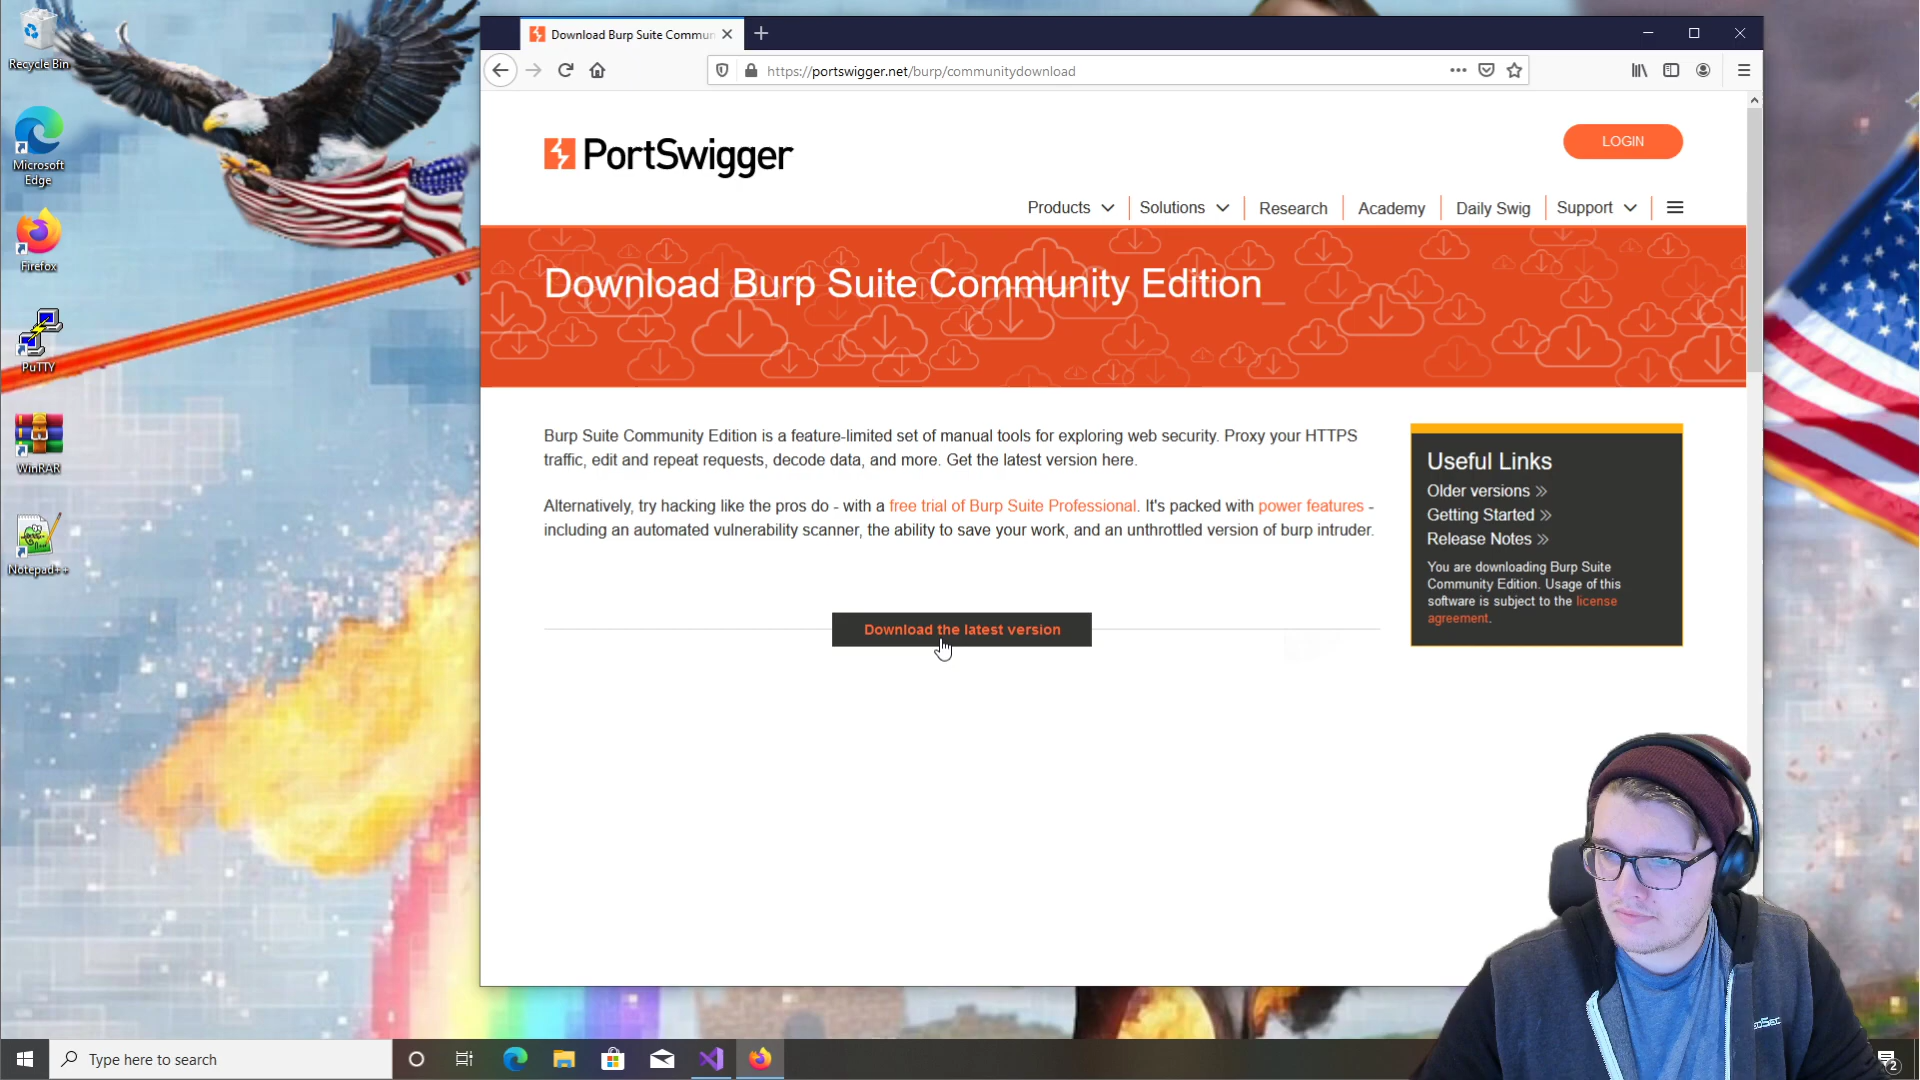 Recycle Bin
Microsoft
Edge
Firefox
PuTTY
WinRAR
Notepad++
Download Burp Suite Commun
https://portswigger.net/burp/communitydownload
PortSwigger
LOGIN
Products
Solutions
Research
Academy
Daily Swig
Support
Download Burp Suite Community Edition_
Burp Suite Community Edition is a feature-limited set of manual tools for exploring web security. Proxy your HTTPS
traffic, edit and repeat requests, decode data, and more. Get the latest version here.
Alternatively, try hacking like the pros do - with a free trial of Burp Suite Professional. It's packed with power features -
including an automated vulnerability scanner, the ability to save your work, and an unthrottled version of burp intruder.
Download the latest version
Useful Links
Older versions
Getting Started
Release Notes
You are downloading Burp Suite
Community Edition. Usage of this
software is subject to the license
agreement.
Type here to search
2